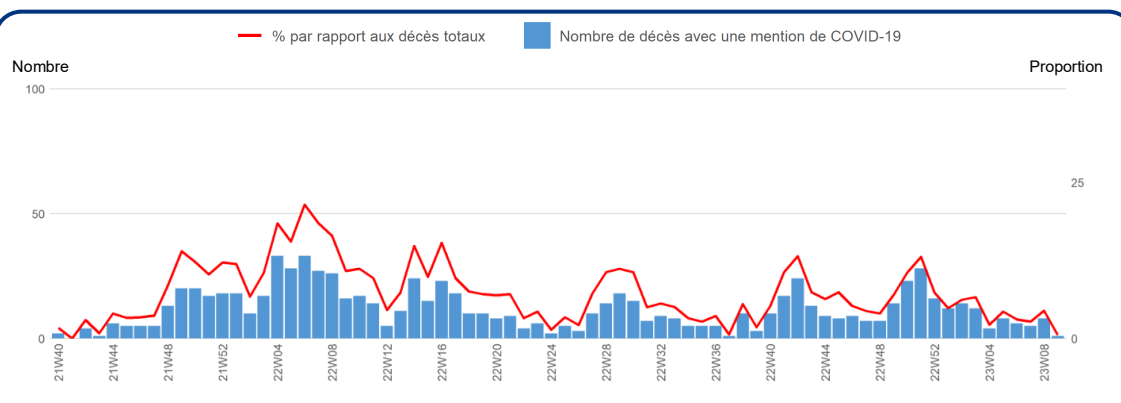 % par rapport aux décès totaux Nombre de décès avec une mention de COVID-19
Nombre Proportion
100
25
50
0 0
21W40 21W44 21W48 21W52 22W04 22W08 22W12 22W16 22W20 22W24 22W28 22W32 22W36 22W40 22W44 22W48 22W52 23W04 23W08